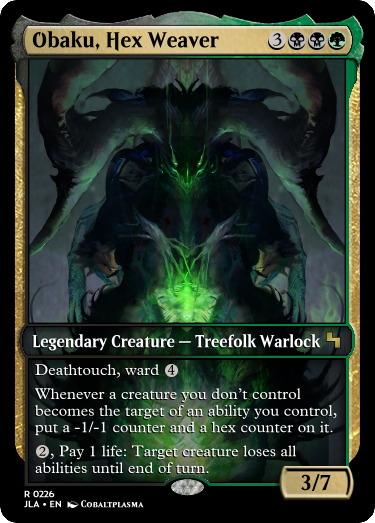 Obaku, Hex Weaver 3
Legendary Creature — Treefolk Warlock
Deathtouch, ward 4
Whenever a creature you don't control
becomes the target of an ability you control,
put a -1/-1 counter and a hex counter on it.
2, Pay 1 life: Target creature loses all
abilities until end of turn.
3/7
R 0226
JLA • EN Cobaltplasma